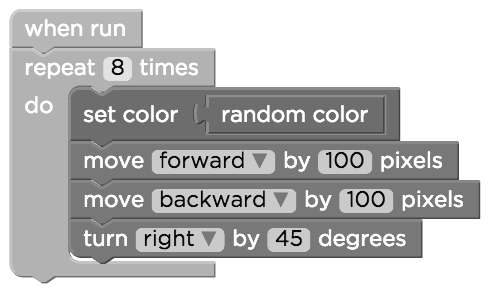 when run
repeat 8 times
do
set color random color
move forward ▼ by 100 pixels
move backward ▼ by 100 pixels
turn right ▼ by 45 degrees